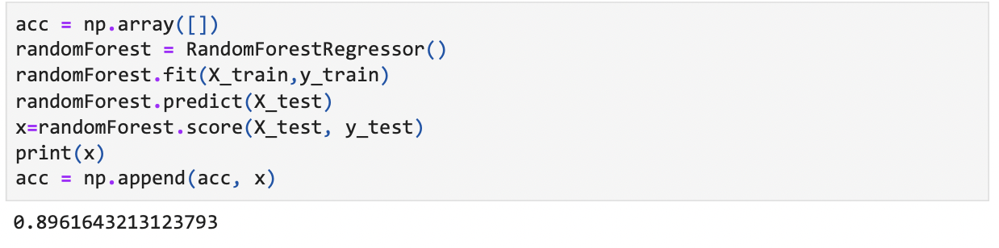 acc = np.array([])
randomForest = RandomForestRegressor()
randomForest.fit(X_train,y_train)
randomForest.predict(X_test)
x=randomForest.score(X_test, y_test)
print(x)
acc = np.append(acc, x)
0.8961643213123793